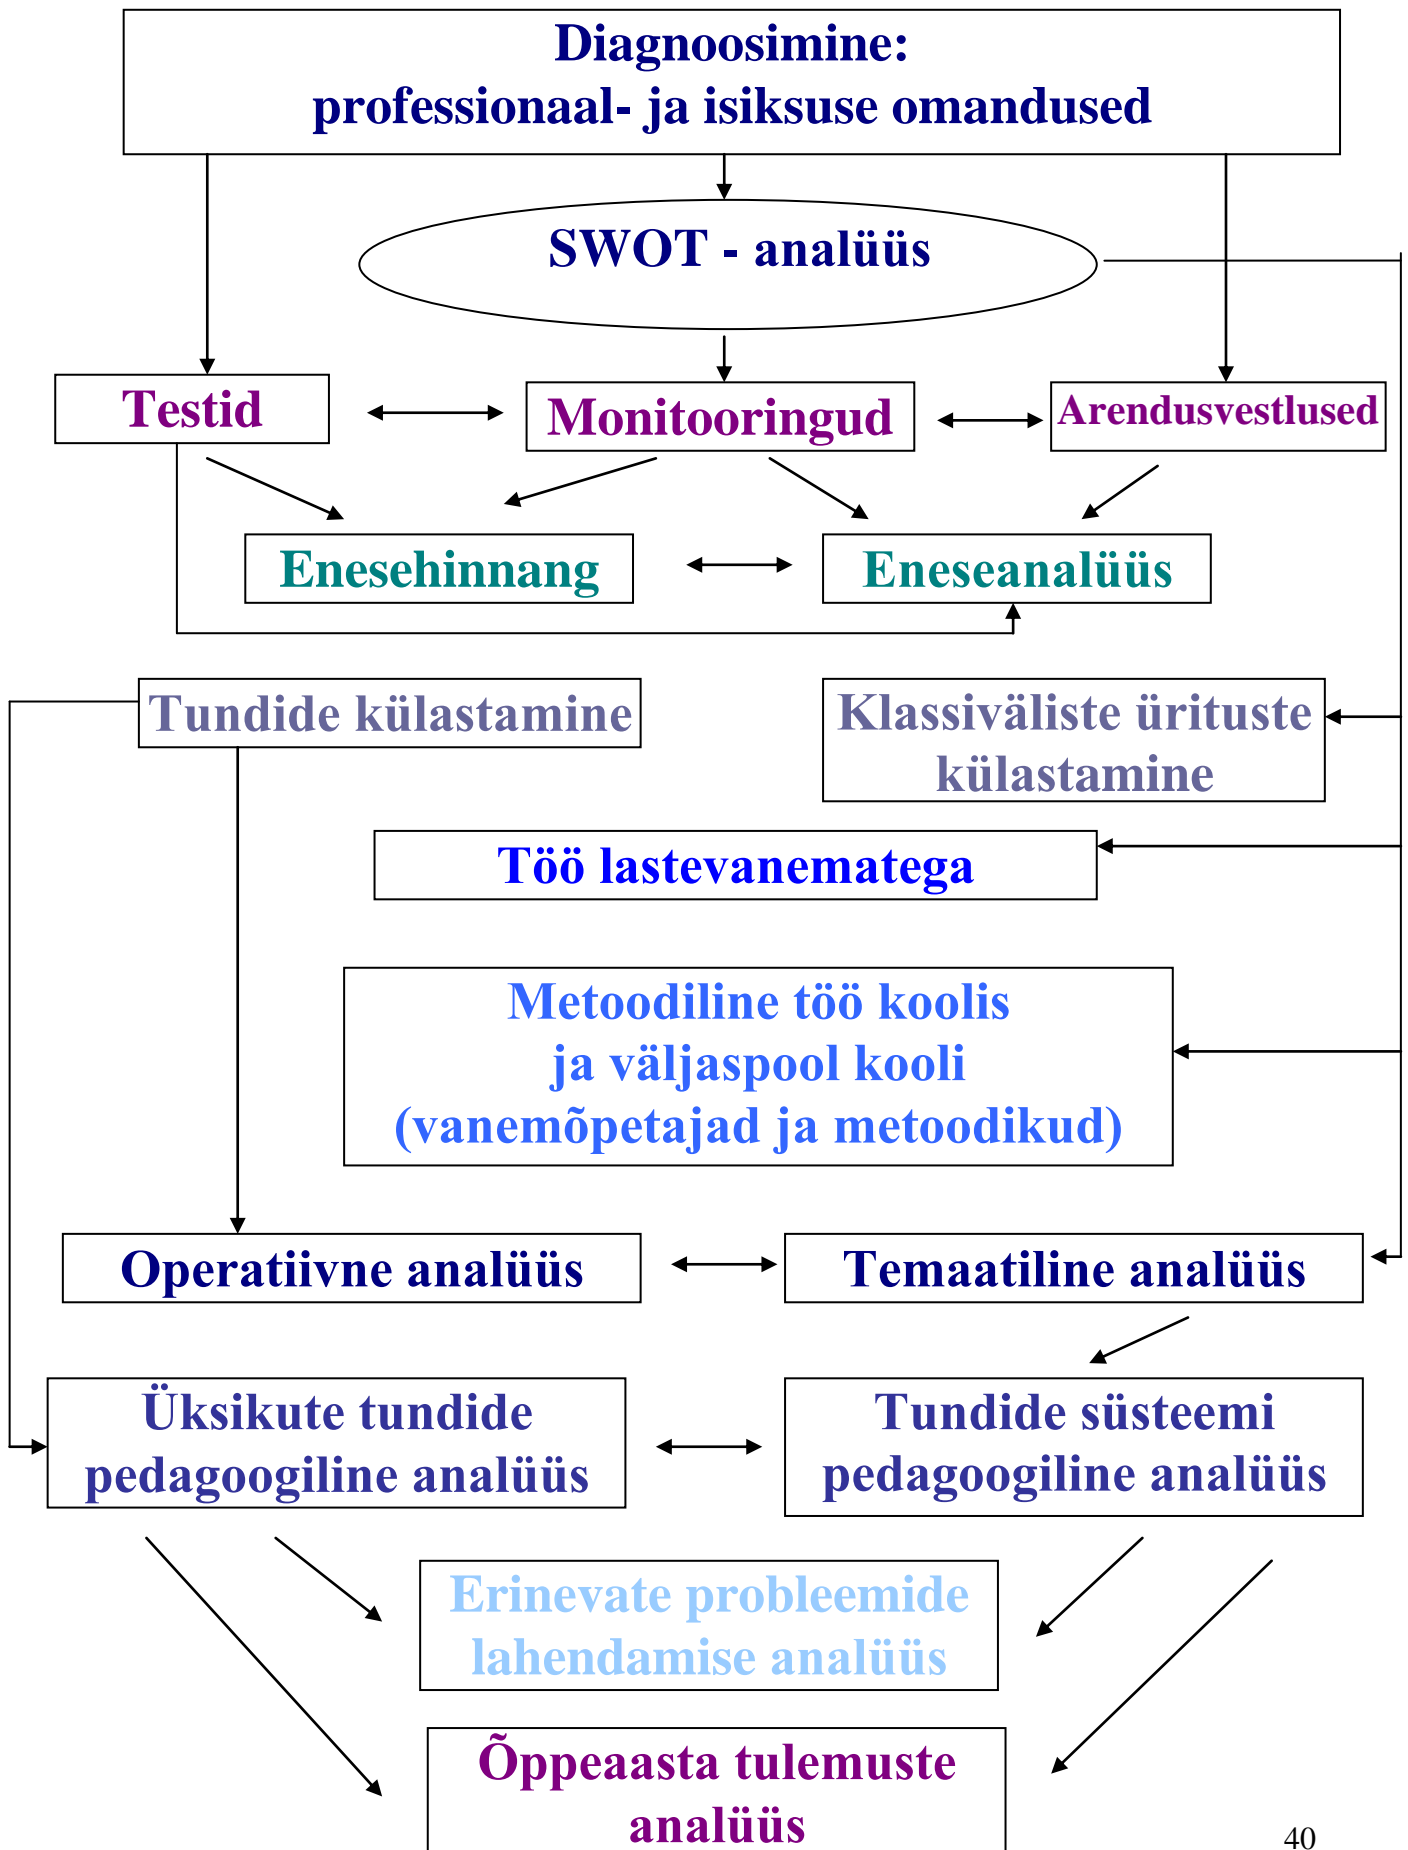 Diagnoosimine:
professionaal- ja isiksuse omandused
SWOT - analüüs
Testid
Monitooringud
Arendusvestlused
Enesehinnang
Eneseanalüüs
Tundide külastamine
Klassiväliste ürituste
külastamine
Töö lastevanematega
Metoodiline töö koolis
ja väljaspool kooli
(vanemõpetajad ja metoodikud)
Operatiivne analüüs
Temaatiline analüüs
Üksikute tundide
pedagoogiline analüüs
Tundide süsteemi
pedagoogiline analüüs
Erinevate probleemide
lahendamise analüüs
Õppeaasta tulemuste
analüüs
40